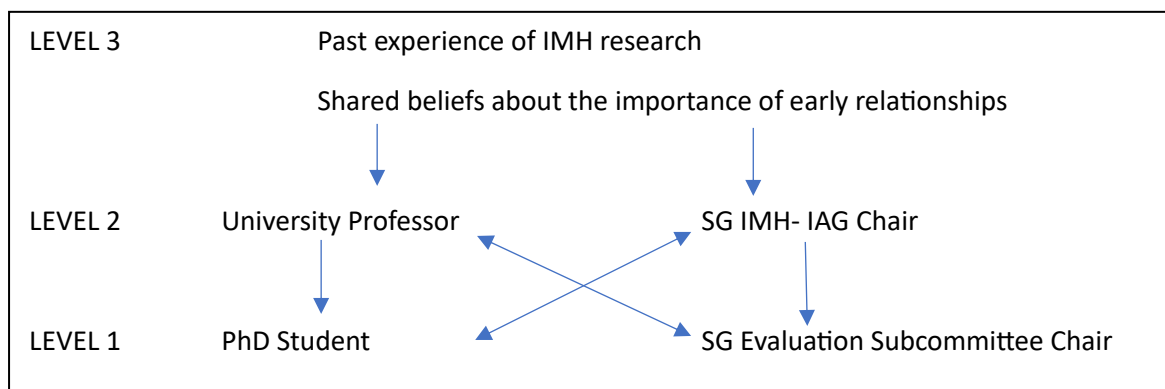 LEVEL 3 Past experience of IMH research
Shared beliefs about the importance of early relationships
LEVEL 2 University Professor SG IMH- IAG Chair
LEVEL 1 PhD Student SG Evaluation Subcommittee Chair